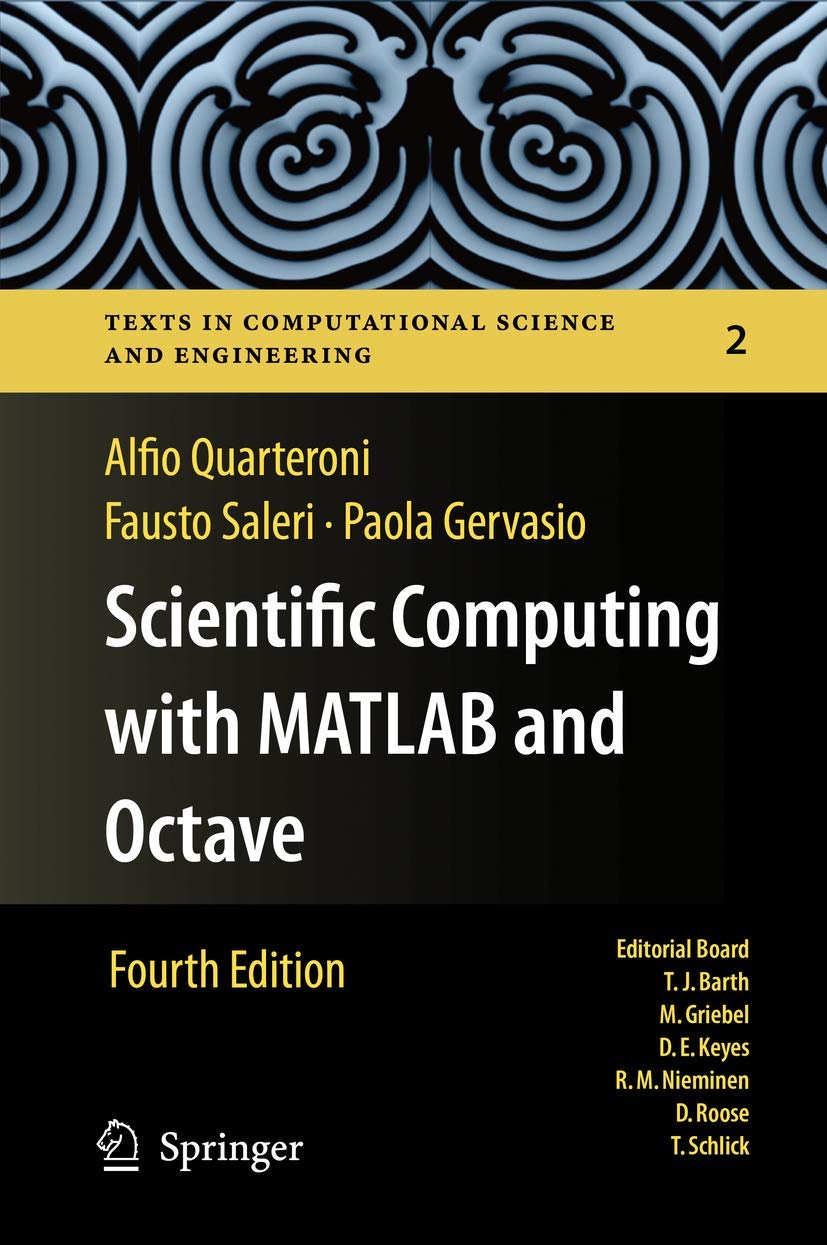 TEXTS IN COMPUTATIONAL SCIENCE
AND ENGINEERING
2
Alfio Quarteroni
Fausto Saleri · Paola Gervasio
Scientific Computing
with MATLAB and
Octave
Fourth Edition
Editorial Board
T. J. Barth
M. Griebel
D. E. Keyes
R. M. Nieminen
D. Roose
T. Schlick
Springer